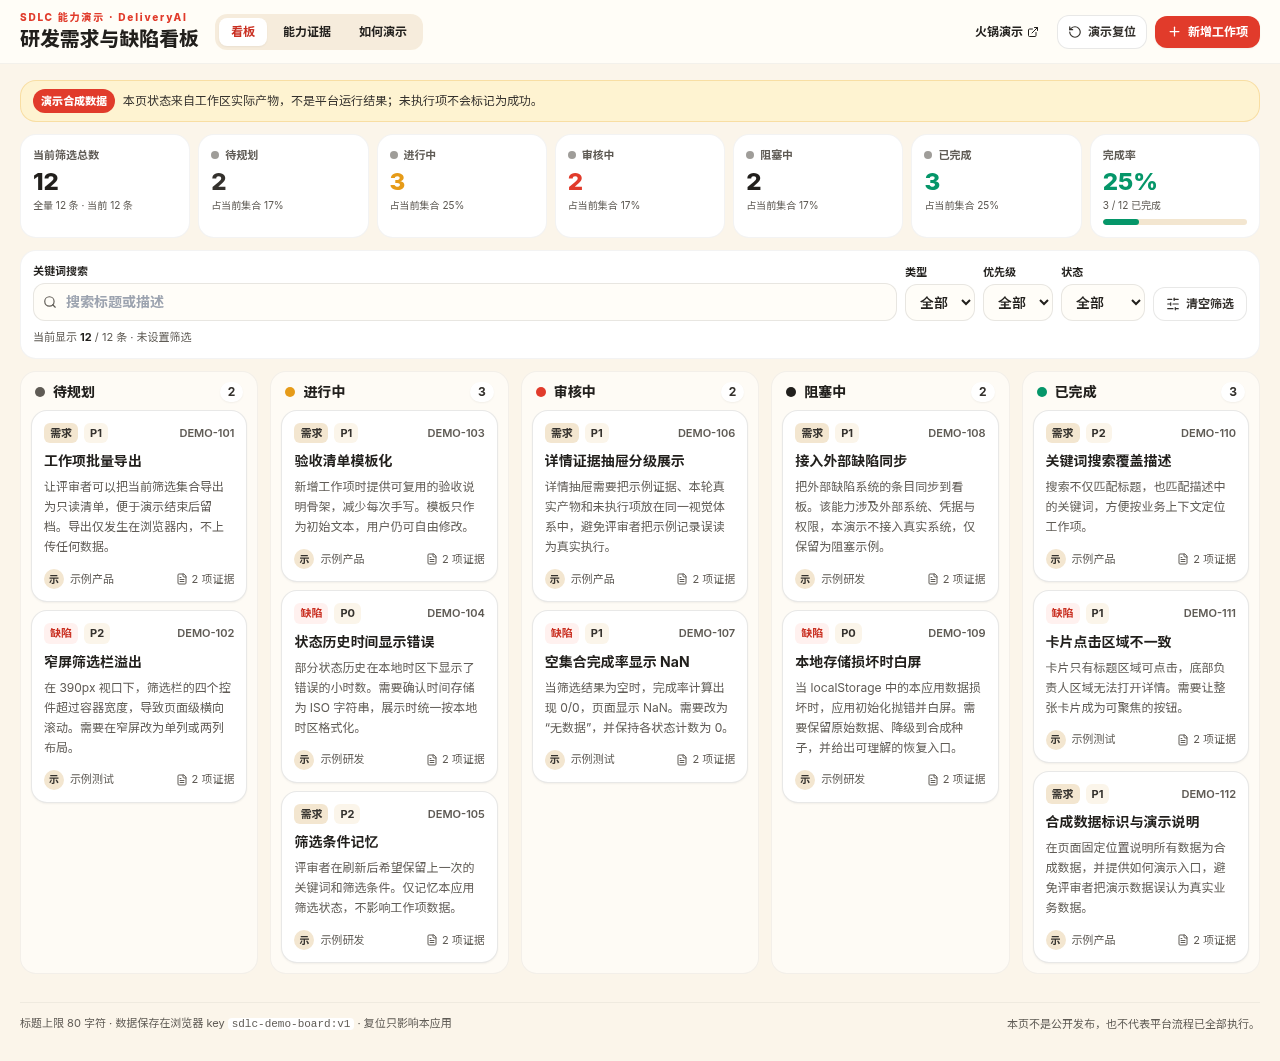 SDLC 能力演示 · DeliveryAI
研发需求与缺陷看板
看板
能力证据
如何演示
火锅演示
演示复位
新增工作项
演示合成数据
本页状态来自工作区实际产物，不是平台运行结果；未执行项不会标记为成功。
当前筛选总数
12
全量 12 条 · 当前 12 条
待规划
2
占当前集合 17%
进行中
3
占当前集合 25%
审核中
2
占当前集合 17%
阻塞中
2
占当前集合 17%
已完成
3
占当前集合 25%
完成率
25%
3 / 12 已完成
关键词搜索
搜索标题或描述
类型
全部
优先级
全部
状态
全部
清空筛选
当前显示 12 / 12 条 · 未设置筛选
待规划
2
需求
P1
DEMO-101
工作项批量导出
让评审者可以把当前筛选集合导出
为只读清单，便于演示结束后留
档。导出仅发生在浏览器内，不上
传任何数据。
示
示例产品
2 项证据
缺陷
P2
DEMO-102
窄屏筛选栏溢出
在 390px 视口下，筛选栏的四个控
件超过容器宽度，导致页面级横向
滚动。需要在窄屏改为单列或两列
布局。
示
示例测试
2 项证据
进行中
3
需求
P1
DEMO-103
验收清单模板化
新增工作项时提供可复用的验收说
明骨架，减少每次手写。模板只作
为初始文本，用户仍可自由修改。
示
示例产品
2 项证据
缺陷
P0
DEMO-104
状态历史时间显示错误
部分状态历史在本地时区下显示了
错误的小时数。需要确认时间存储
为 ISO 字符串，展示时统一按本地
时区格式化。
示
示例研发
2 项证据
需求
P2
DEMO-105
筛选条件记忆
评审者在刷新后希望保留上一次的
关键词和筛选条件。仅记忆本应用
筛选状态，不影响工作项数据。
示
示例研发
2 项证据
审核中
2
需求
P1
DEMO-106
详情证据抽屉分级展示
详情抽屉需要把示例证据、本轮真
实产物和未执行项放在同一视觉体
系中，避免评审者把示例记录误读
为真实执行。
示
示例产品
2 项证据
缺陷
P1
DEMO-107
空集合完成率显示 NaN
当筛选结果为空时，完成率计算出
现 0/0，页面显示 NaN。需要改为
“无数据”，并保持各状态计数为 0。
示
示例测试
2 项证据
阻塞中
2
需求
P1
DEMO-108
接入外部缺陷同步
把外部缺陷系统的条目同步到看
板。该能力涉及外部系统、凭据与
权限，本演示不接入真实系统，仅
保留为阻塞示例。
示
示例研发
2 项证据
缺陷
P0
DEMO-109
本地存储损坏时白屏
当 localStorage 中的本应用数据损
坏时，应用初始化抛错并白屏。需
要保留原始数据、降级到合成种
子，并给出可理解的恢复入口。
示
示例研发
2 项证据
已完成
3
需求
P2
DEMO-110
关键词搜索覆盖描述
搜索不仅匹配标题，也匹配描述中
的关键词，方便按业务上下文定位
工作项。
示
示例产品
2 项证据
缺陷
P1
DEMO-111
卡片点击区域不一致
卡片只有标题区域可点击，底部负
责人区域无法打开详情。需要让整
张卡片成为可聚焦的按钮。
示
示例测试
2 项证据
需求
P1
DEMO-112
合成数据标识与演示说明
在页面固定位置说明所有数据为合
成数据，并提供如何演示入口，避
免评审者把演示数据误认为真实业
务数据。
示
示例产品
2 项证据
标题上限 80 字符 · 数据保存在浏览器 key sdlc-demo-board:v1 · 复位只影响本应用
本页不是公开发布，也不代表平台流程已全部执行。